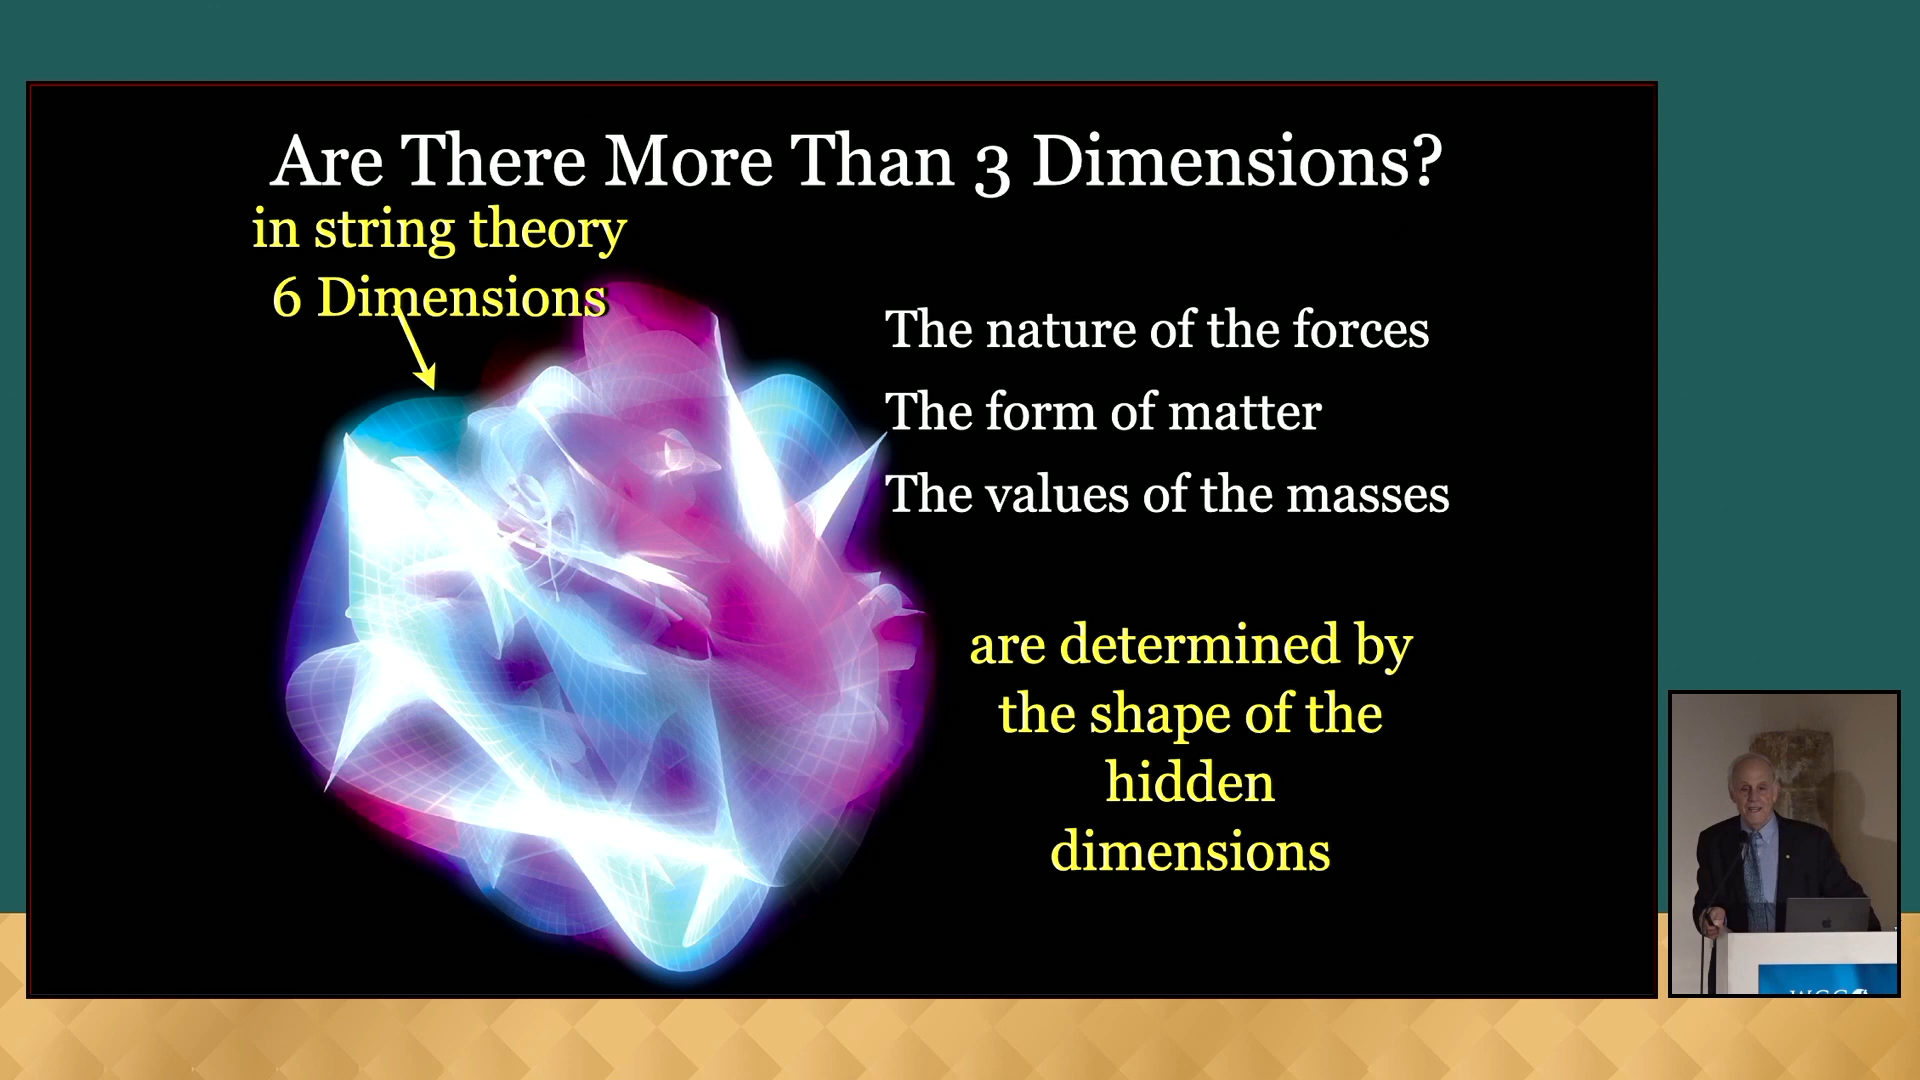 Are There More Than 3 Dimensions?
in string theory
6 Dimensions
The nature of the forces
The form of matter
The values of the masses
are determined by
the shape of the
hidden
dimensions